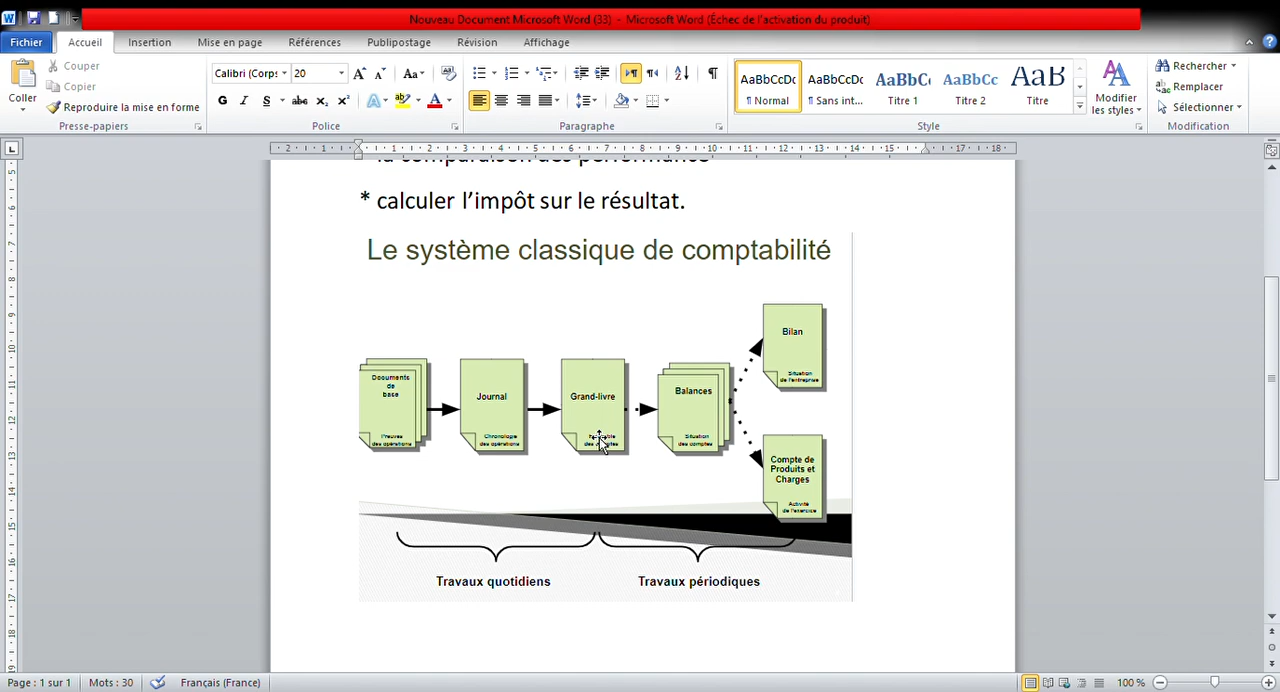 Nouveau Document Microsoft Word (33) - Microsoft Word (Échec de l'activation du produit)
Fichier Accueil Insertion Mise en page Références Publipostage Révision Affichage
Coller
Couper
Copier
Reproduire la mise en forme
Presse-papiers
Calibri (Corps 20
Police
Paragraphe
AaBbCcDc AaBbCcDc AaBbC AaBbCc AaB
¶ Normal ¶ Sans int... Titre 1 Titre 2 Titre
Style
Modifier
les styles
Rechercher
Remplacer
Sélectionner
Modification
la comparaison des performance
* calculer l'impôt sur le résultat.
Le système classique de comptabilité
Documents
de
base
Preuves
des opérations
Journal
Chronologie
des opérations
Grand-livre
Balances
Situation
des comptes
Bilan
Situation
de l'entreprise
Compte de
Produits et
Charges
Activité
de l'exercice
Travaux quotidiens
Travaux périodiques
Page : 1 sur 1 Mots : 30 Français (France) 100 %